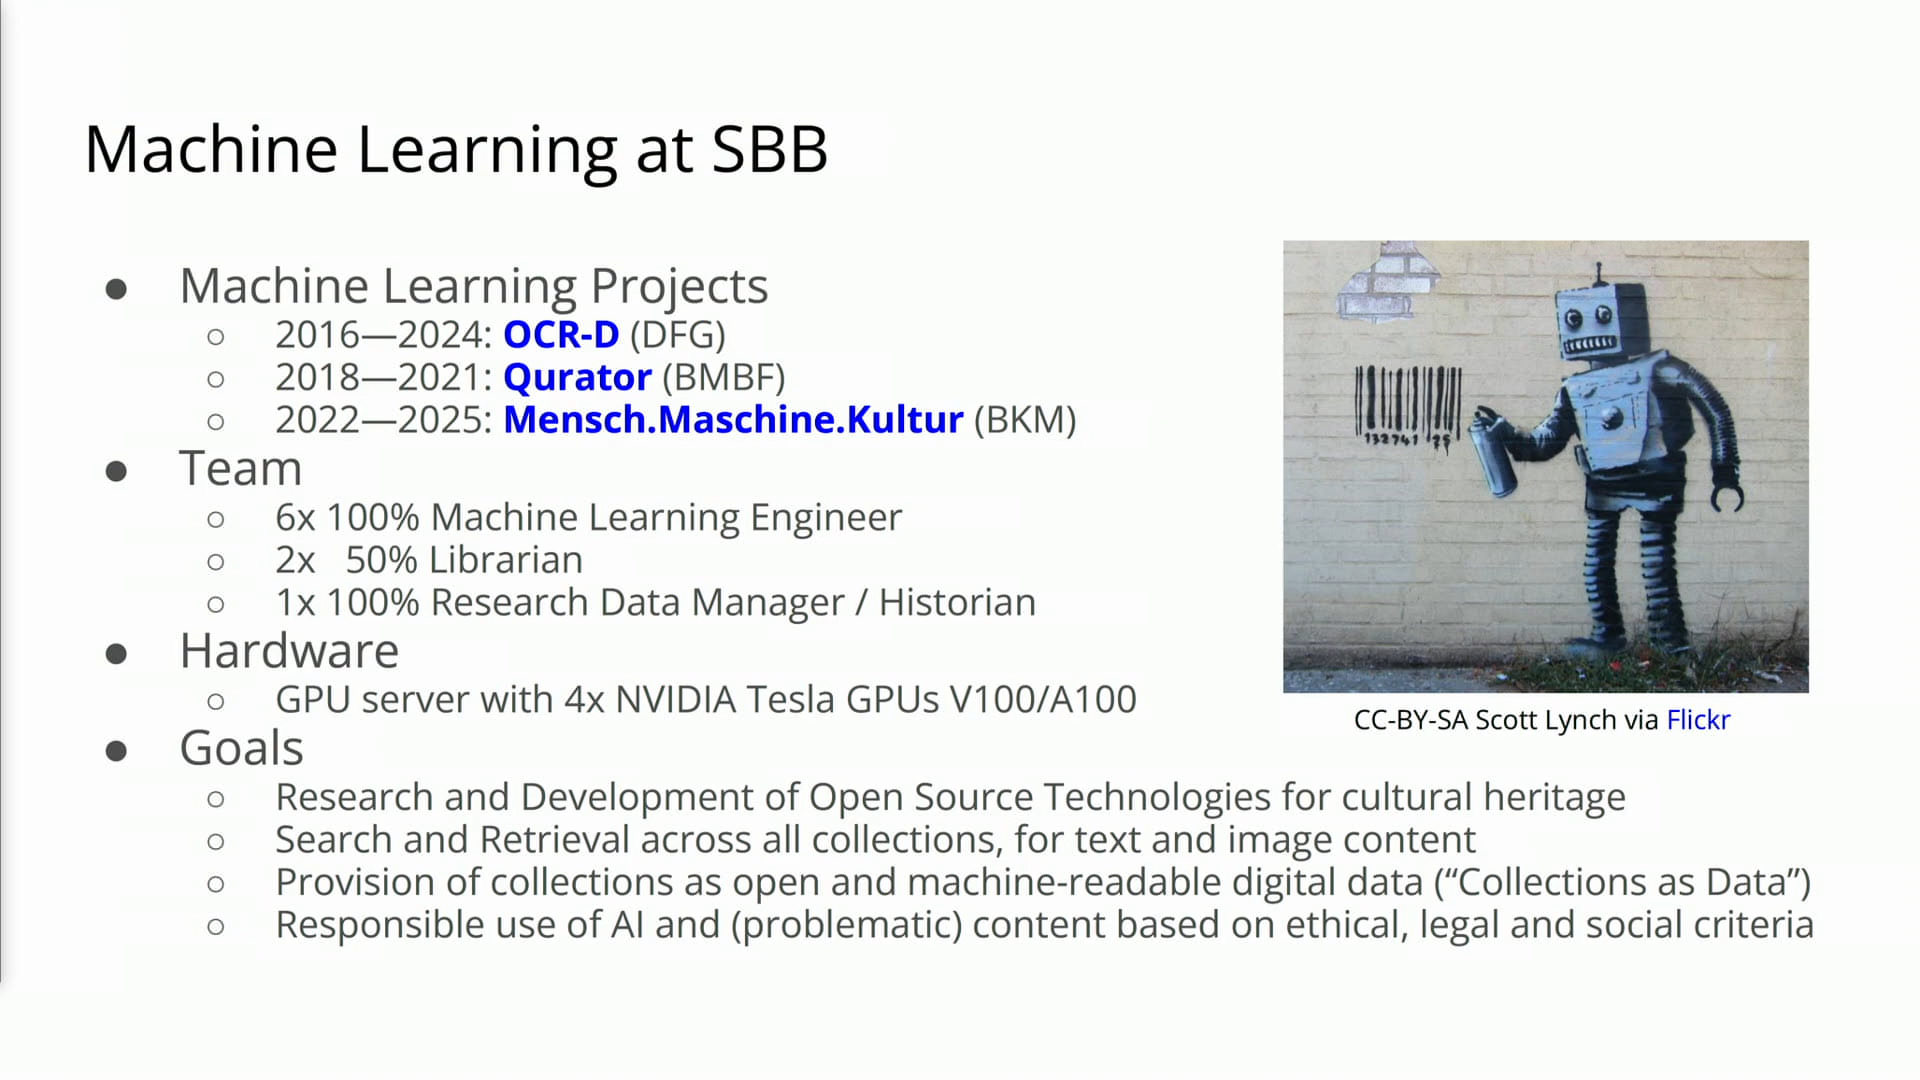 Machine Learning at SBB
● Machine Learning Projects
○ 2016—2024: OCR-D (DFG)
○ 2018—2021: Qurator (BMBF)
○ 2022—2025: Mensch.Maschine.Kultur (BKM)
● Team
○ 6x 100% Machine Learning Engineer
○ 2x 50% Librarian
○ 1x 100% Research Data Manager / Historian
● Hardware
○ GPU server with 4x NVIDIA Tesla GPUs V100/A100
● Goals
○ Research and Development of Open Source Technologies for cultural heritage
○ Search and Retrieval across all collections, for text and image content
○ Provision of collections as open and machine-readable digital data (“Collections as Data”)
○ Responsible use of AI and (problematic) content based on ethical, legal and social criteria
132741 25
CC-BY-SA Scott Lynch via Flickr